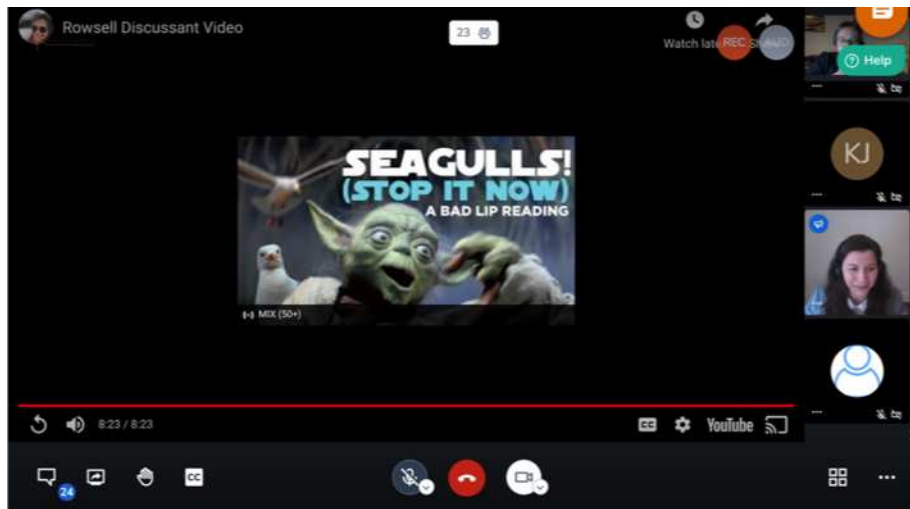 Rowsell Discussant Video
23
Watch lat
REC
Help
KJ
SEAGULLS!
(STOP IT NOW)
A BAD LIP READING
MIX (50+)
8:23 / 8:23
CC
YouTube
24
CC